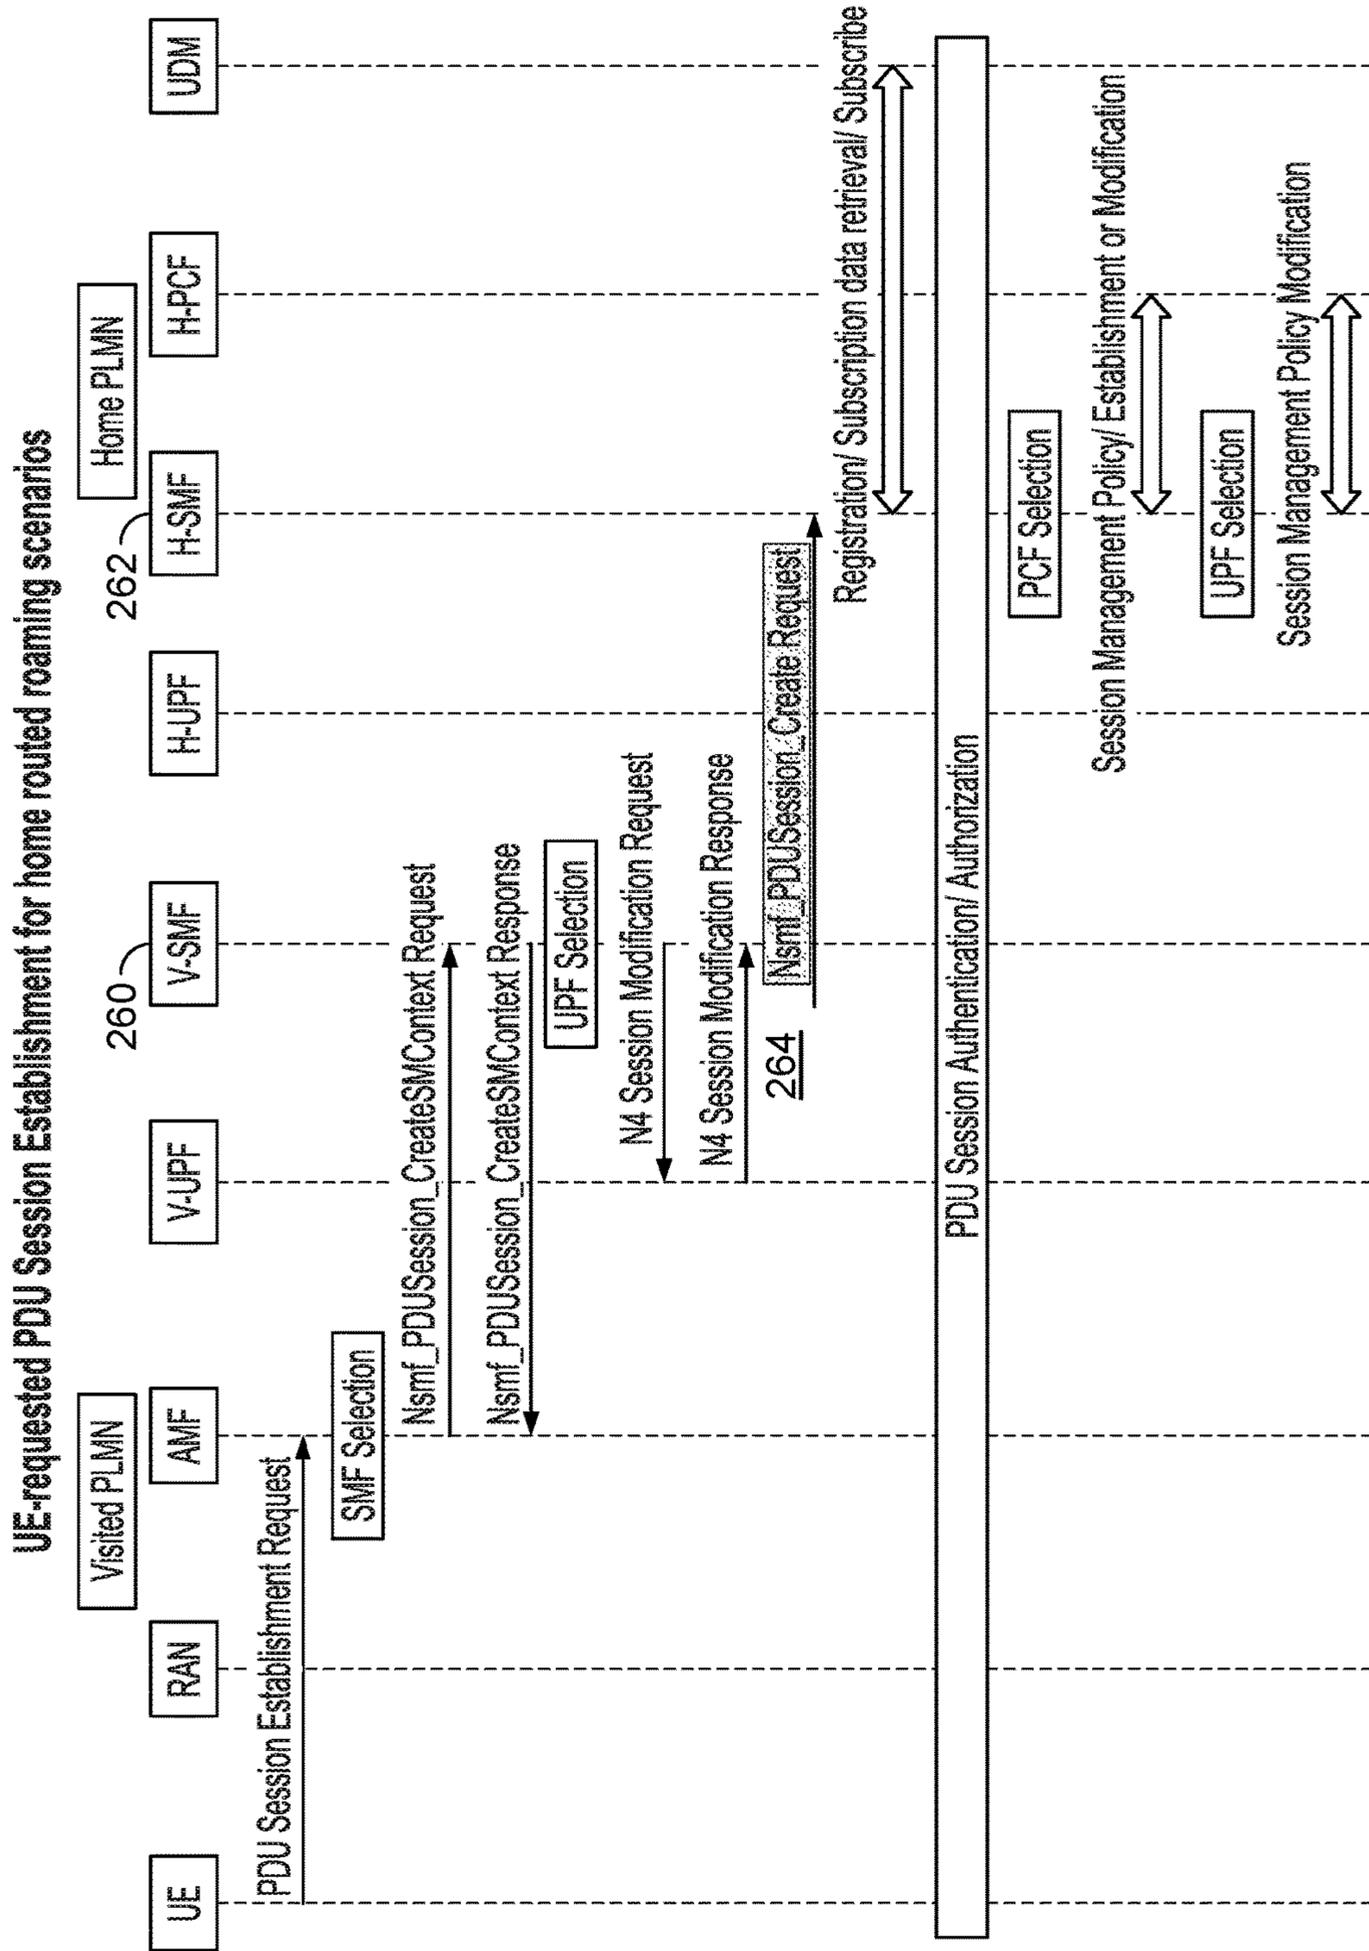 UE-requested PDU Session Establishment for home routed roaming scenarios
Visited PLMN
Home PLMN
260
262
UE
RAN
AMF
V-UPF
V-SMF
H-UPF
H-SMF
H-PCF
UDM
PDU Session Establishment Request
SMF Selection
Nsmf_PDUSession_CreateSMContext Request
Nsmf_PDUSession_CreateSMContext Response
UPF Selection
N4 Session Modification Request
N4 Session Modification Response
264
Nsmf_PDUSession_Create Request
Registration/ Subscription data retrieval/ Subscribe
PDU Session Authentication/ Authorization
PCF Selection
Session Management Policy/ Establishment or Modification
UPF Selection
Session Management Policy Modification